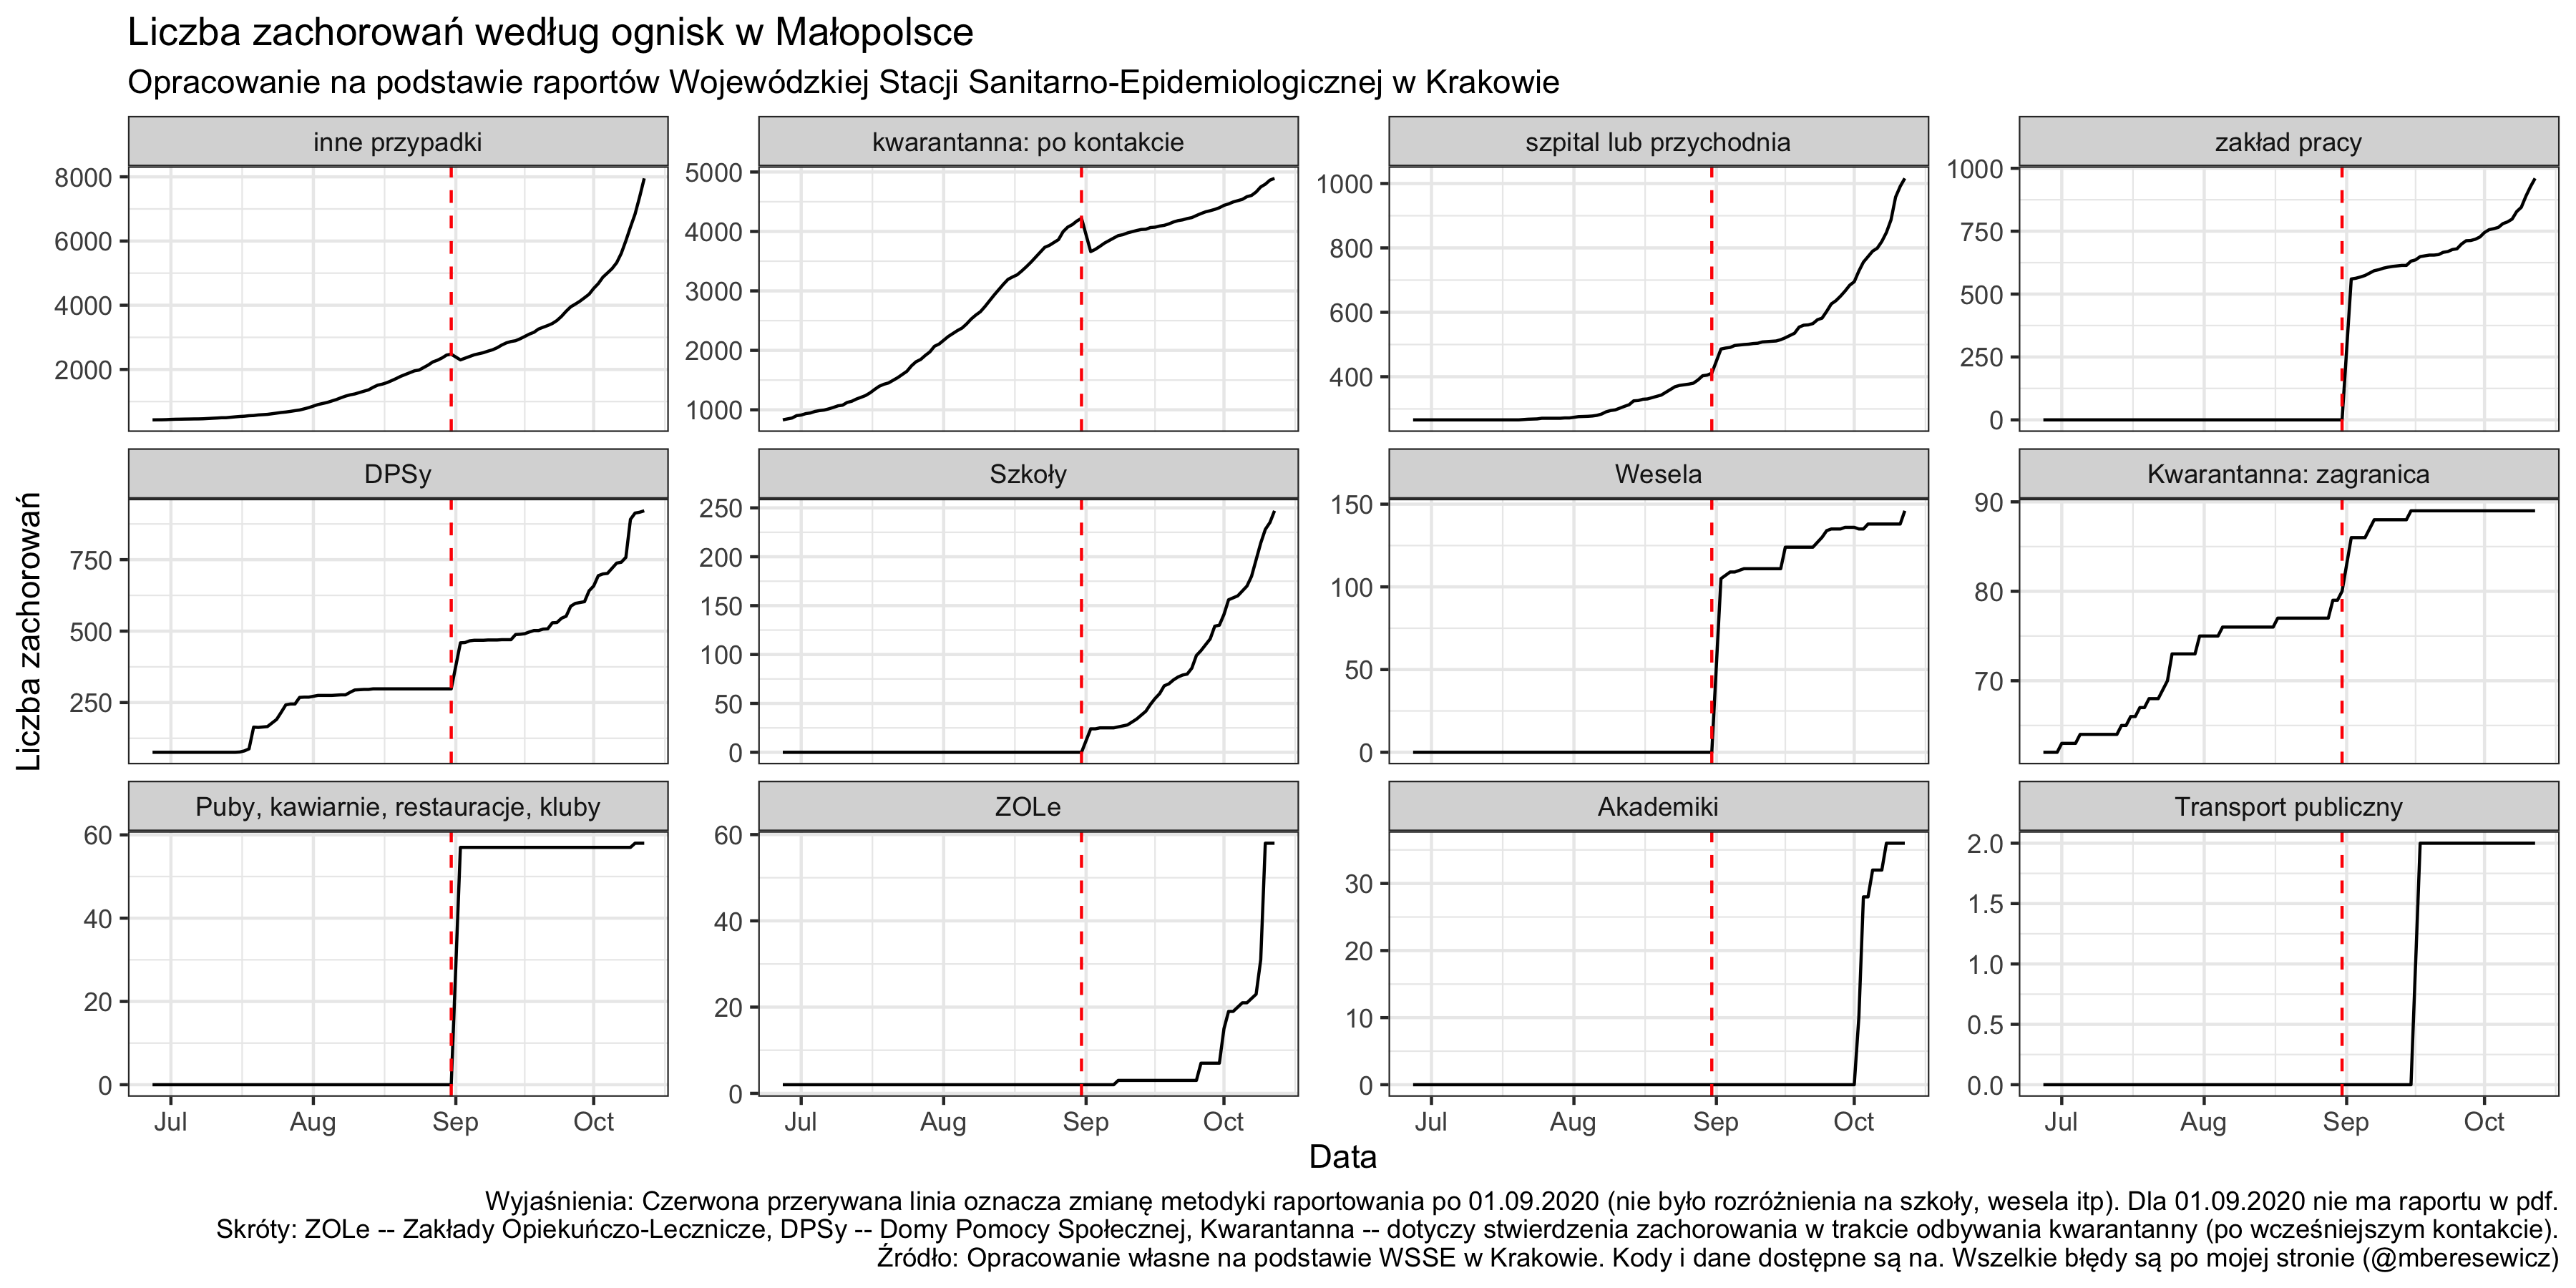 Liczba zachorowań według ognisk w Małopolsce
Opracowanie na podstawie raportów Wojewódzkiej Stacji Sanitarno-Epidemiologicznej w Krakowie
inne przypadki
kwarantanna: po kontakcie
szpital lub przychodnia
zakład pracy
8000
6000
4000
2000
5000
4000
3000
2000
1000
1000
800
600
400
1000
750
500
250
0
Liczba zachorowań
DPSy
Szkoły
Wesela
Kwarantanna: zagranica
750
500
250
250
200
150
100
50
0
150
100
50
0
90
80
70
Puby, kawiarnie, restauracje, kluby
ZOLe
Akademiki
Transport publiczny
60
40
20
0
60
40
20
0
30
20
10
0
2.0
1.5
1.0
0.5
0.0
Jul Aug Sep Oct
Jul Aug Sep Oct
Jul Aug Sep Oct
Jul Aug Sep Oct
Data
Wyjaśnienia: Czerwona przerywana linia oznacza zmianę metodyki raportowania po 01.09.2020 (nie było rozróżnienia na szkoły, wesela itp). Dla 01.09.2020 nie ma raportu w pdf.
Skróty: ZOLe -- Zakłady Opiekuńczo-Lecznicze, DPSy -- Domy Pomocy Społecznej, Kwarantanna -- dotyczy stwierdzenia zachorowania w trakcie odbywania kwarantanny (po wcześniejszym kontakcie).
Źródło: Opracowanie własne na podstawie WSSE w Krakowie. Kody i dane dostępne są na. Wszelkie błędy są po mojej stronie (@mberesewicz)